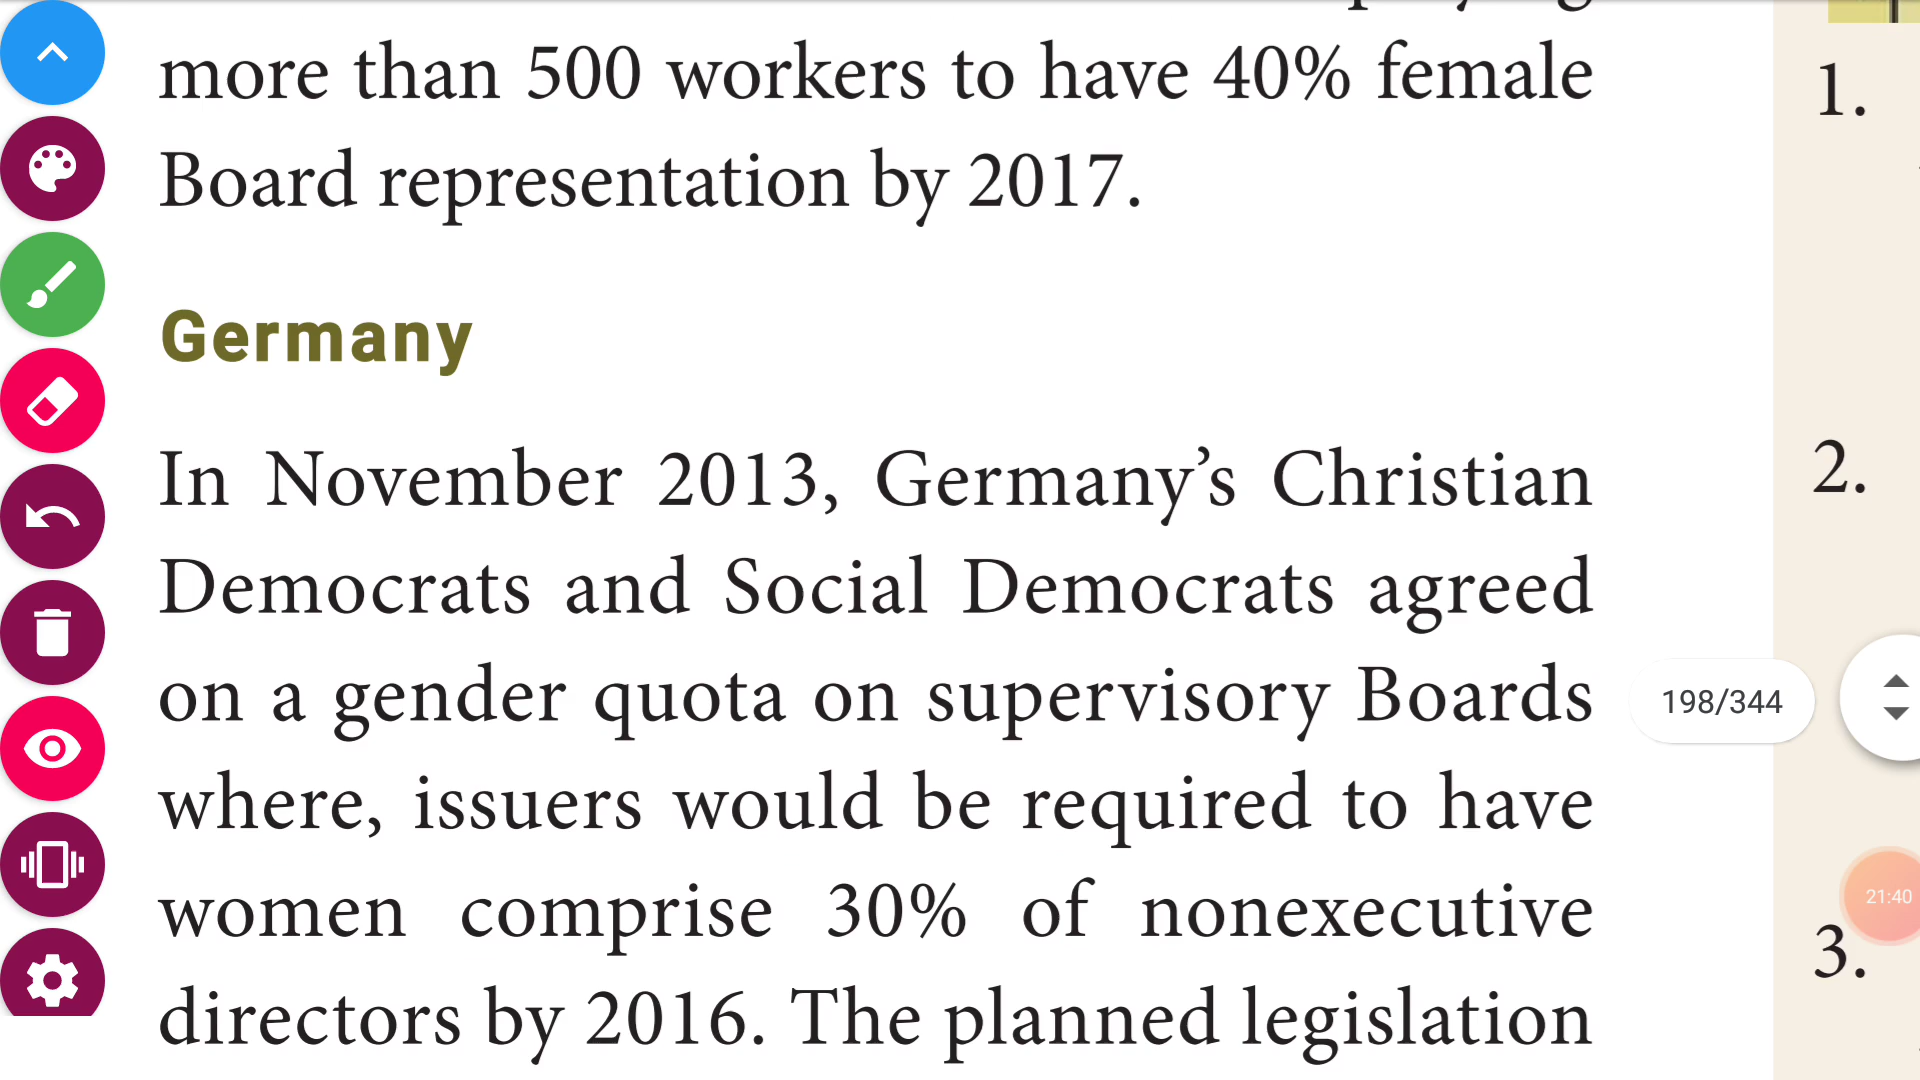 more than 500 workers to have 40% female
Board representation by 2017.
Germany
In November 2013, Germany’s Christian
Democrats and Social Democrats agreed
on a gender quota on supervisory Boards
where, issuers would be required to have
women comprise 30% of nonexecutive
directors by 2016. The planned legislation
1.
2.
198/344
21:40
3.